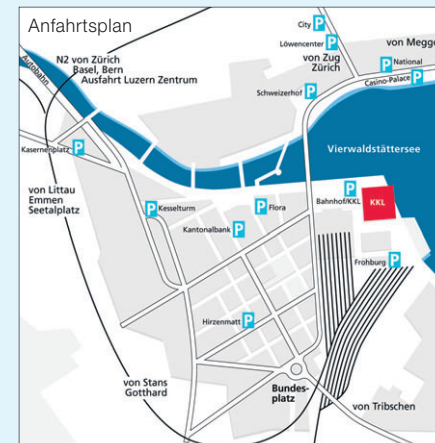 Anfahrtsplan
City
P
Löwencenter
P
von Megge
N2 von Zürich
Basel, Bern
Ausfahrt Luzern Zentrum
von Zug
Zürich
National
P
Casino-Palace
P
Autobahn
Schweizerhof
P
Kasernenplatz
P
Vierwaldstättersee
von Littau
Emmen
Seetalplatz
P
Bahnhof/KKL
KKL
P
Kesselturm
P
Flora
Kantonalbank
P
Frohburg
P
Hirzenmatt
P
von Stans
Gotthard
Bundes-
platz
von Tribschen